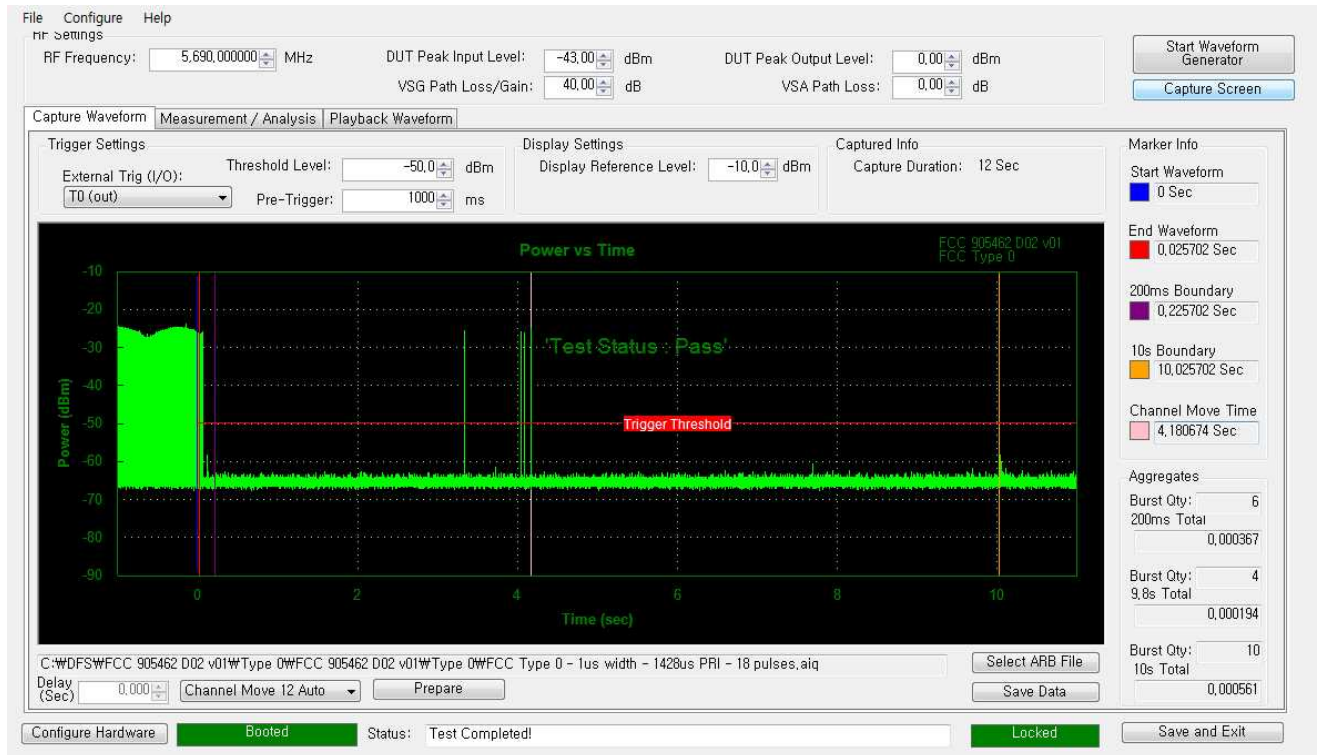 File Configure Help
RF Settings
RF Frequency: 5,690,000000 MHz DUT Peak Input Level: -43,00 dBm DUT Peak Output Level: 0,00 dBm
VSG Path Loss/Gain: 40,00 dB VSA Path Loss: 0,00 dB
Start Waveform
Generator
Capture Screen
Capture Waveform Measurement / Analysis Playback Waveform
Trigger Settings
External Trig (I/O):
T0 (out)
Threshold Level: -50,0 dBm
Pre-Trigger: 1000 ms
Display Settings
Display Reference Level: -10,0 dBm
Captured Info
Capture Duration: 12 Sec
Power vs Time
FCC 905462 D02 v01
FCC Type 0
-10
-20
-30
-40
-50
-60
-70
-80
-90
Power (dBm)
'Test Status : Pass'
Trigger Threshold
0 2 4 6 8 10
Time (sec)
Marker Info
Start Waveform
0 Sec
End Waveform
0,025702 Sec
200ms Boundary
0,225702 Sec
10s Boundary
10,025702 Sec
Channel Move Time
4,180674 Sec
Aggregates
Burst Qty: 6
200ms Total
0,000367
Burst Qty: 4
9,8s Total
0,000194
Burst Qty: 10
10s Total
0,000561
C:₩DFS₩FCC 905462 D02 v01₩Type 0₩FCC 905462 D02 v01₩Type 0₩FCC Type 0 - 1us width - 1428us PRI - 18 pulses,aiq
Select ARB File
Delay
(Sec) 0,000 Channel Move 12 Auto Prepare Save Data
Configure Hardware Booted Status: Test Completed! Locked Save and Exit